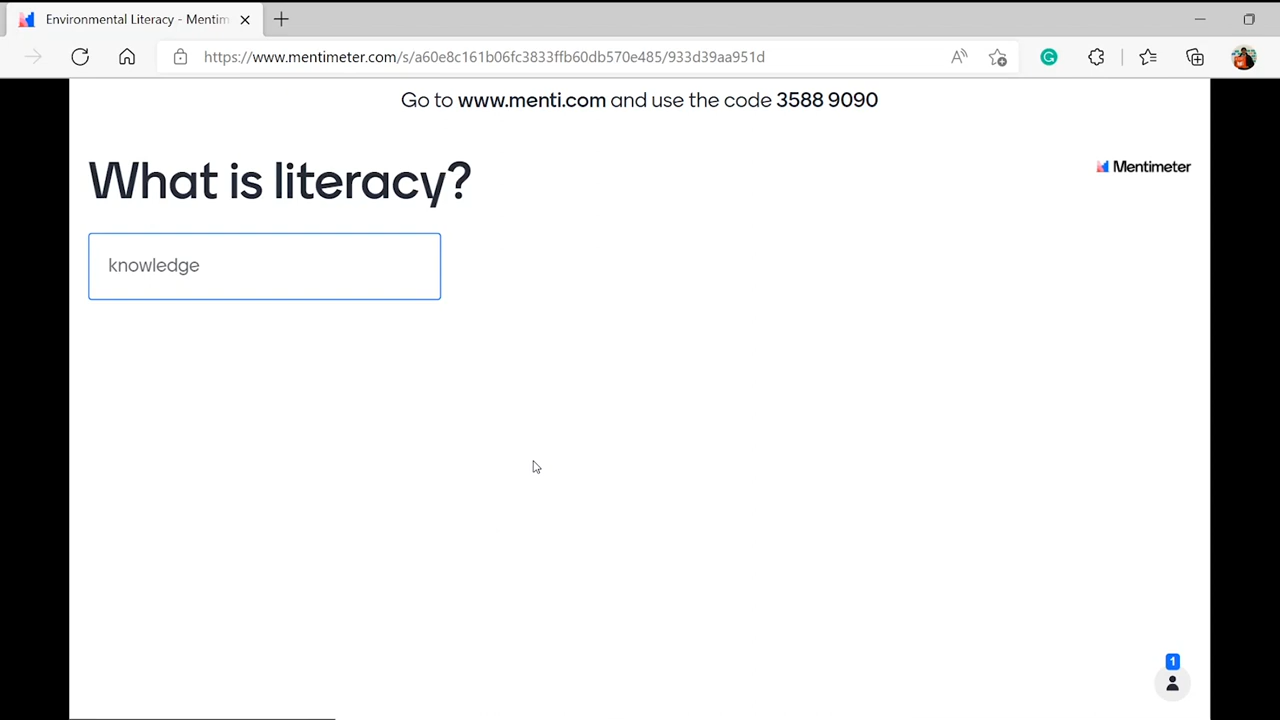 Environmental Literacy - Mentim
https://www.mentimeter.com/s/a60e8c161b06fc3833ffb60db570e485/933d39aa951d
Go to www.menti.com and use the code 3588 9090
What is literacy?
Mentimeter
knowledge
1